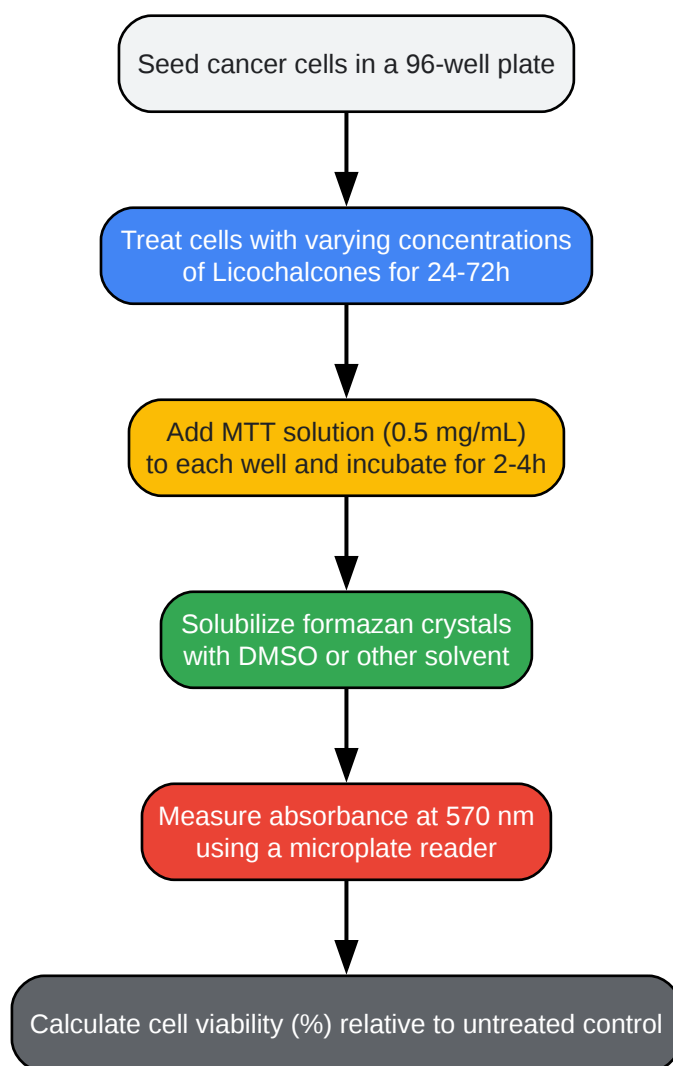 Seed cancer cells in a 96-well plate
Treat cells with varying concentrations
of Licochalcones for 24-72h
Add MTT solution (0.5 mg/mL)
to each well and incubate for 2-4h
Solubilize formazan crystals
with DMSO or other solvent
Measure absorbance at 570 nm
using a microplate reader
Calculate cell viability (%) relative to untreated control